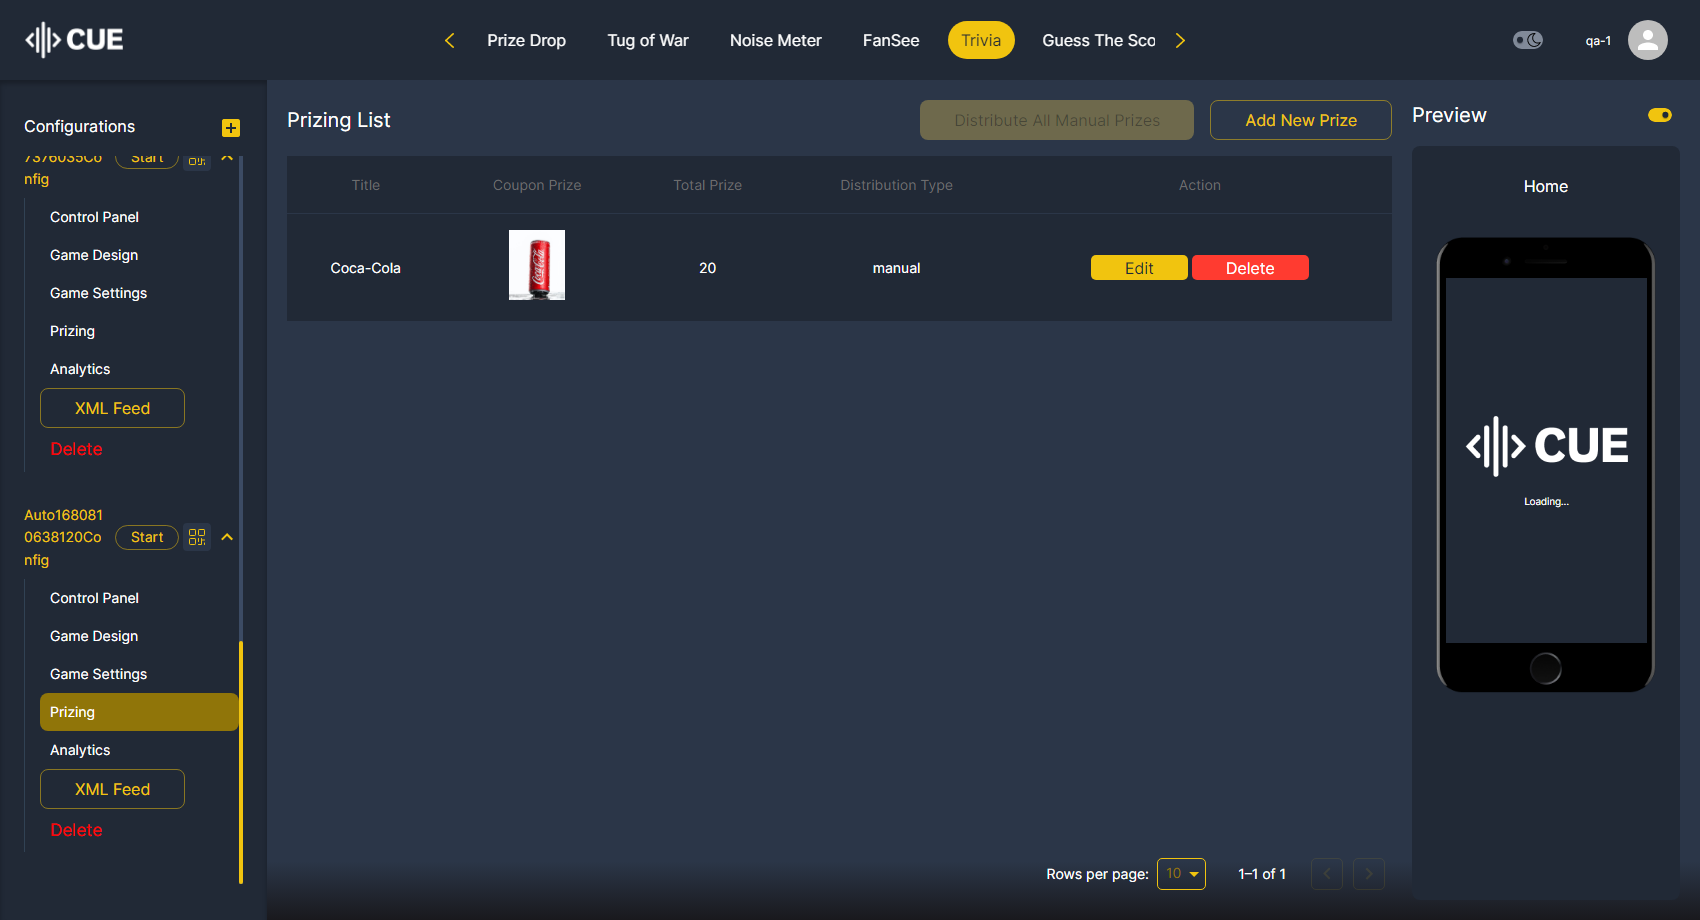 CUE
Prize Drop
Tug of War
Noise Meter
FanSee
Trivia
Guess The Sco
qa-1
Configurations
7376035Co
nfig
Start
Control Panel
Game Design
Game Settings
Prizing
Analytics
XML Feed
Delete
Auto168081
0638120Co
nfig
Start
Control Panel
Game Design
Game Settings
Prizing
Analytics
XML Feed
Delete
Prizing List
Distribute All Manual Prizes
Add New Prize
Title
Coupon Prize
Total Prize
Distribution Type
Action
Coca-Cola
Coca-Cola
20
manual
Edit
Delete
Rows per page:
10
1–1 of 1
Preview
Home
CUE
Loading...